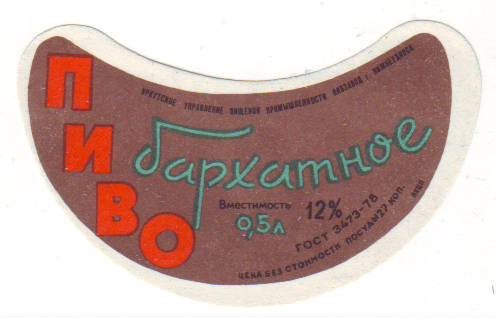 ИРКУТСКОЕ УПРАВЛЕНИЕ ПИЩЕВОЙ ПРОМЫШЛЕННОСТИ ПИВЗАВОД г. НИЖНЕУДИНСК
ПИВО
бархатное
Вместимость
0,5л
12%
ГОСТ 3473-78
ЦЕНА БЕЗ СТОИМОСТИ ПОСУДЫ 27 КОП.